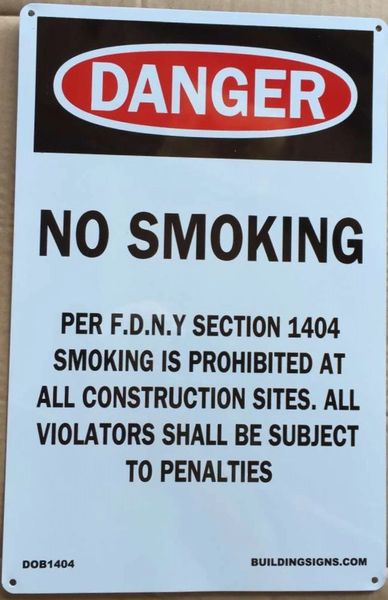 DANGER
NO SMOKING
PER F.D.N.Y SECTION 1404
SMOKING IS PROHIBITED AT
ALL CONSTRUCTION SITES. ALL
VIOLATORS SHALL BE SUBJECT
TO PENALTIES
DOB1404 BUILDINGSIGNS.COM